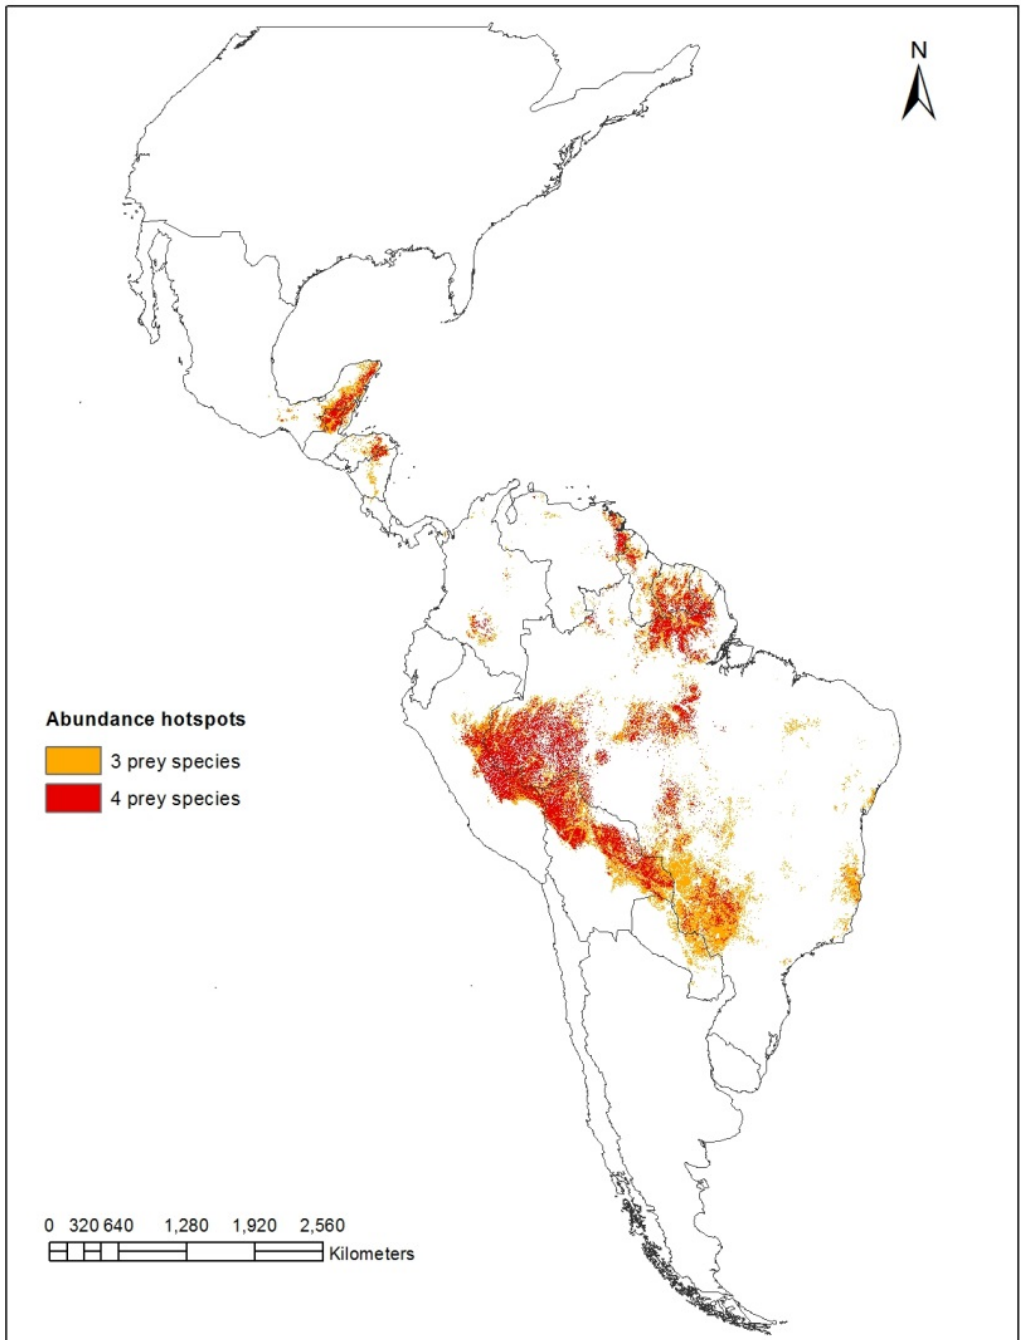 N
Abundance hotspots
3 prey species
4 prey species
0 320 640 1,280 1,920 2,560
Kilometers